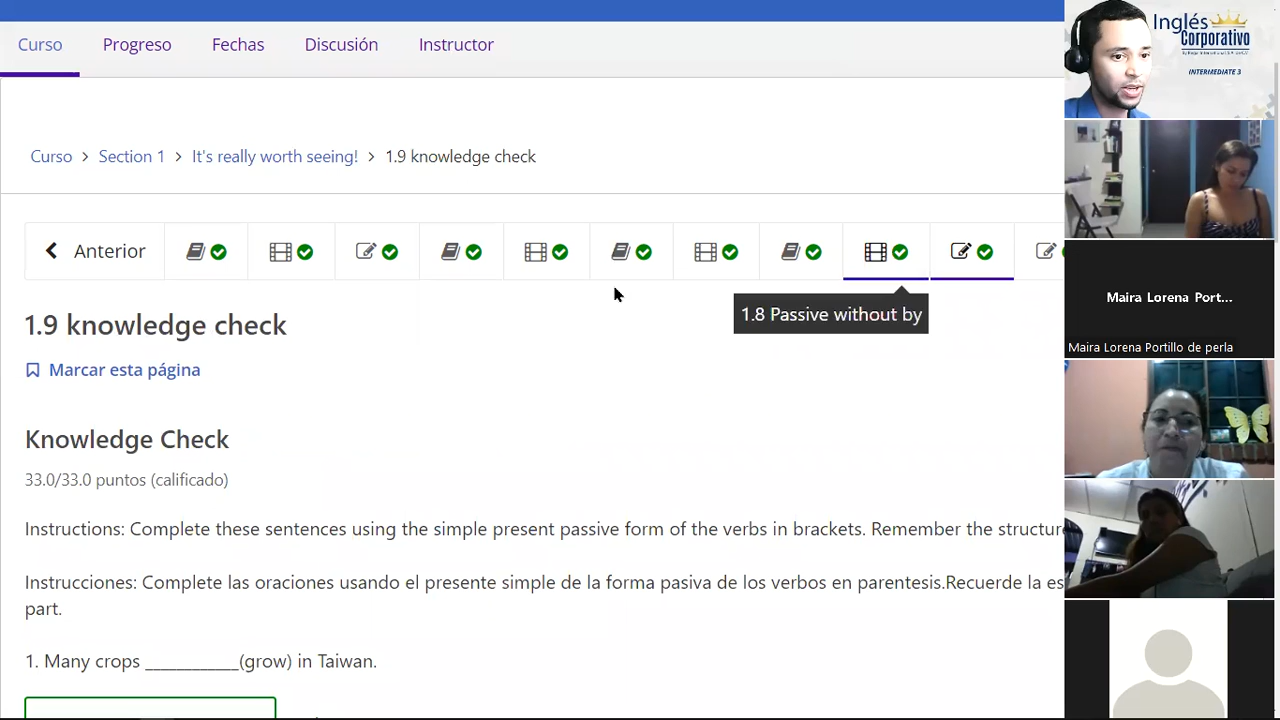 Curso
Progreso
Fechas
Discusión
Instructor
Curso > Section 1 > It's really worth seeing! > 1.9 knowledge check
Anterior
1.8 Passive without by
1.9 knowledge check
Marcar esta página
Knowledge Check
33.0/33.0 puntos (calificado)
Instructions: Complete these sentences using the simple present passive form of the verbs in brackets. Remember the structure
Instrucciones: Complete las oraciones usando el presente simple de la forma pasiva de los verbos en parentesis.Recuerde la es
part.
1. Many crops ____________(grow) in Taiwan.
Inglés
Corporativo
INTERMEDIATE 3
Maira Lorena Port...
Maira Lorena Portillo de perla